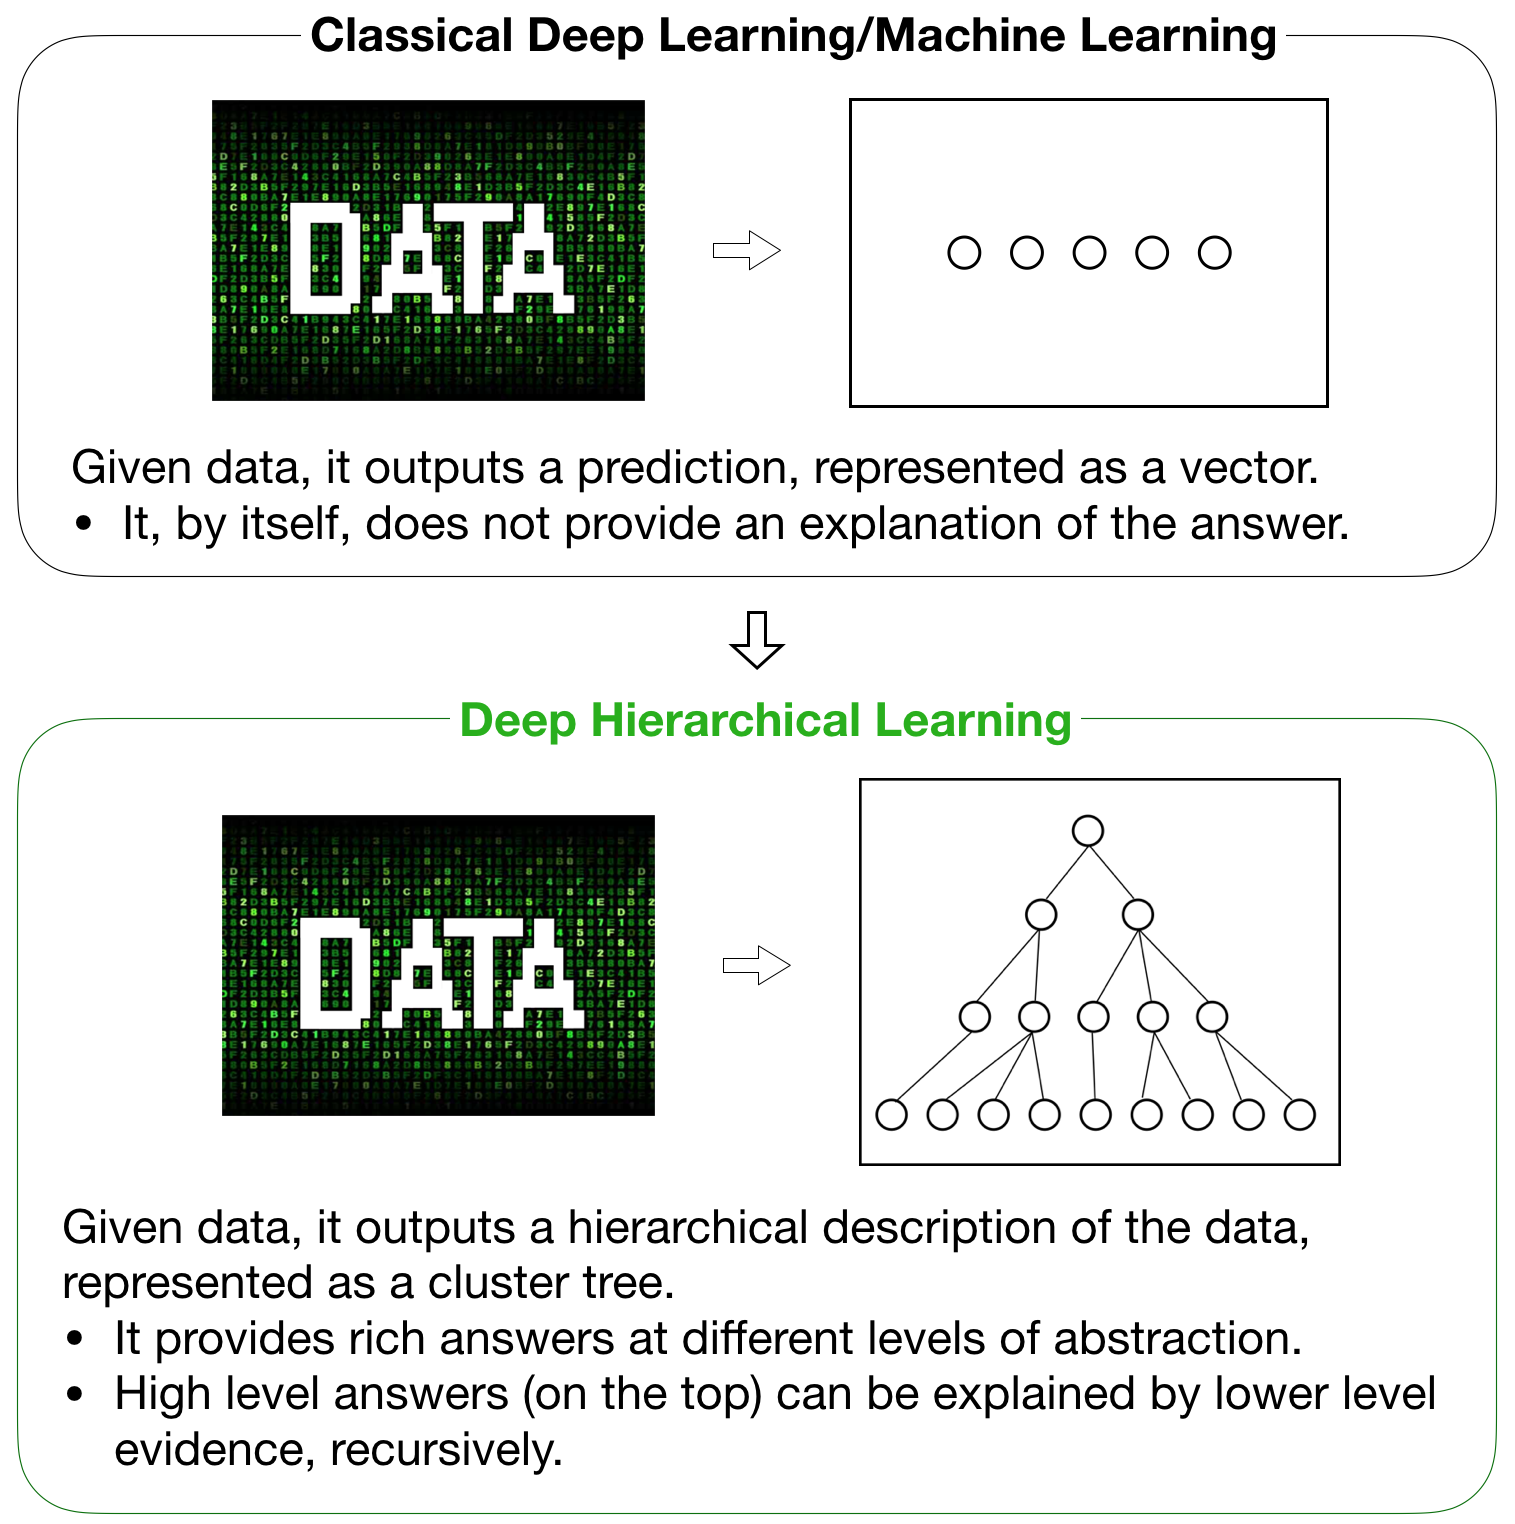 Classical Deep Learning/Machine Learning
DATA
Given data, it outputs a prediction, represented as a vector.
• It, by itself, does not provide an explanation of the answer.
Deep Hierarchical Learning
DATA
Given data, it outputs a hierarchical description of the data,
represented as a cluster tree.
• It provides rich answers at different levels of abstraction.
• High level answers (on the top) can be explained by lower level
evidence, recursively.